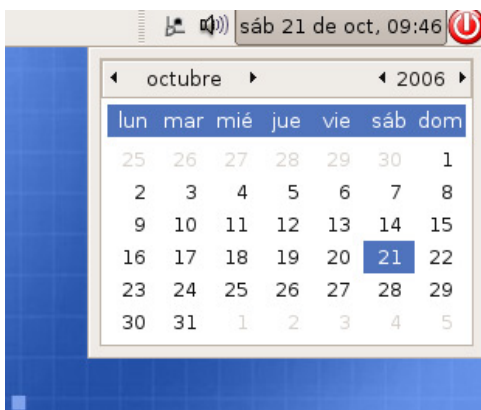 sáb 21 de oct, 09:46
octubre 2006
lun mar mié jue vie sáb dom
25 26 27 28 29 30 1
2 3 4 5 6 7 8
9 10 11 12 13 14 15
16 17 18 19 20 21 22
23 24 25 26 27 28 29
30 31 1 2 3 4 5